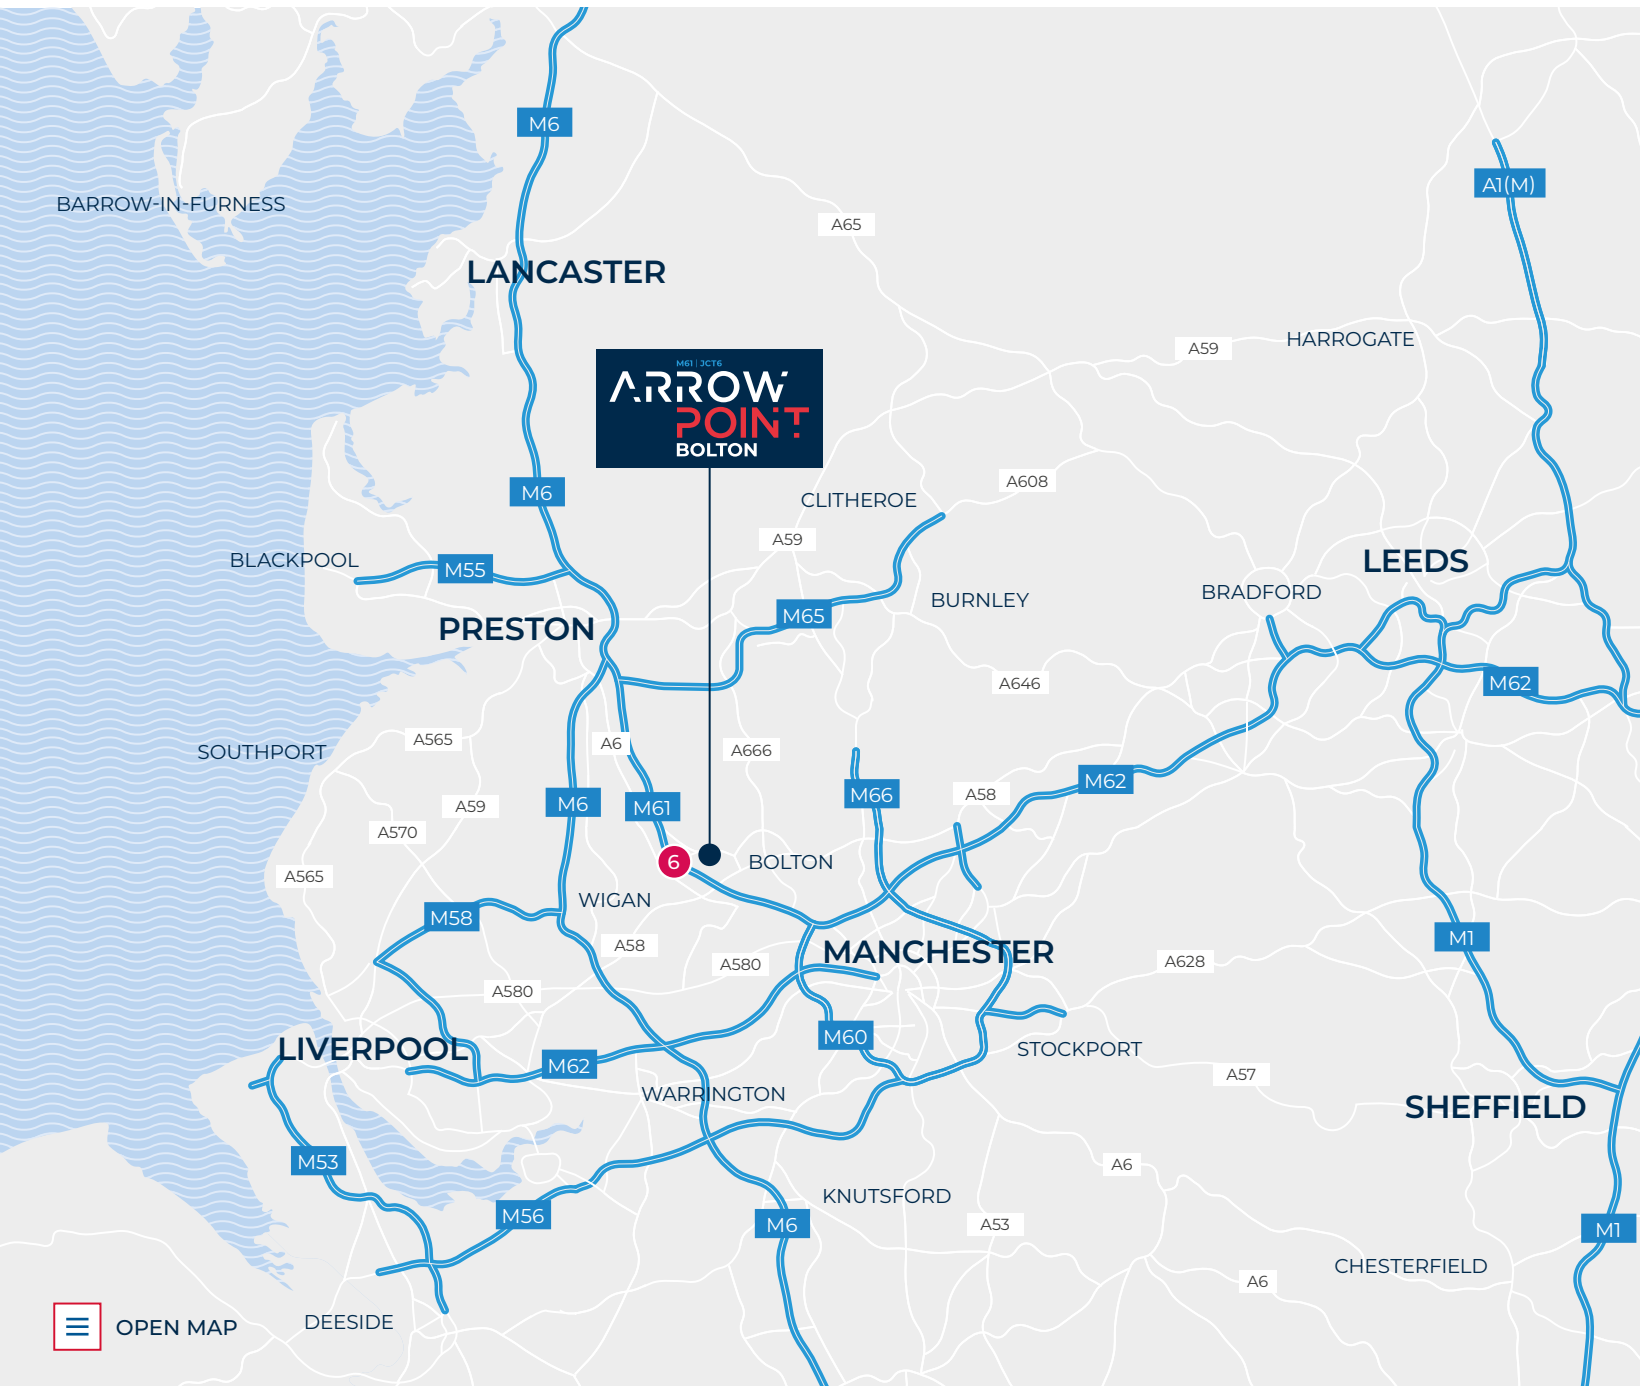 M6
A1(M)
BARROW-IN-FURNESS
A65
LANCASTER
HARROGATE
A59
M61 | JCT6
ARROW
POINT
BOLTON
A608
M6
CLITHEROE
A59
BLACKPOOL
M55
LEEDS
BRADFORD
BURNLEY
M65
PRESTON
A646
M62
A565
A6
A666
SOUTHPORT
M62
M66
A58
M6
M61
A59
A570
6
BOLTON
A565
WIGAN
M58
M1
A58
MANCHESTER
A580
A628
A580
M60
LIVERPOOL
STOCKPORT
M62
A57
WARRINGTON
SHEFFIELD
M53
A6
KNUTSFORD
M56
M6
A53
M1
CHESTERFIELD
A6
DEESIDE
OPEN MAP